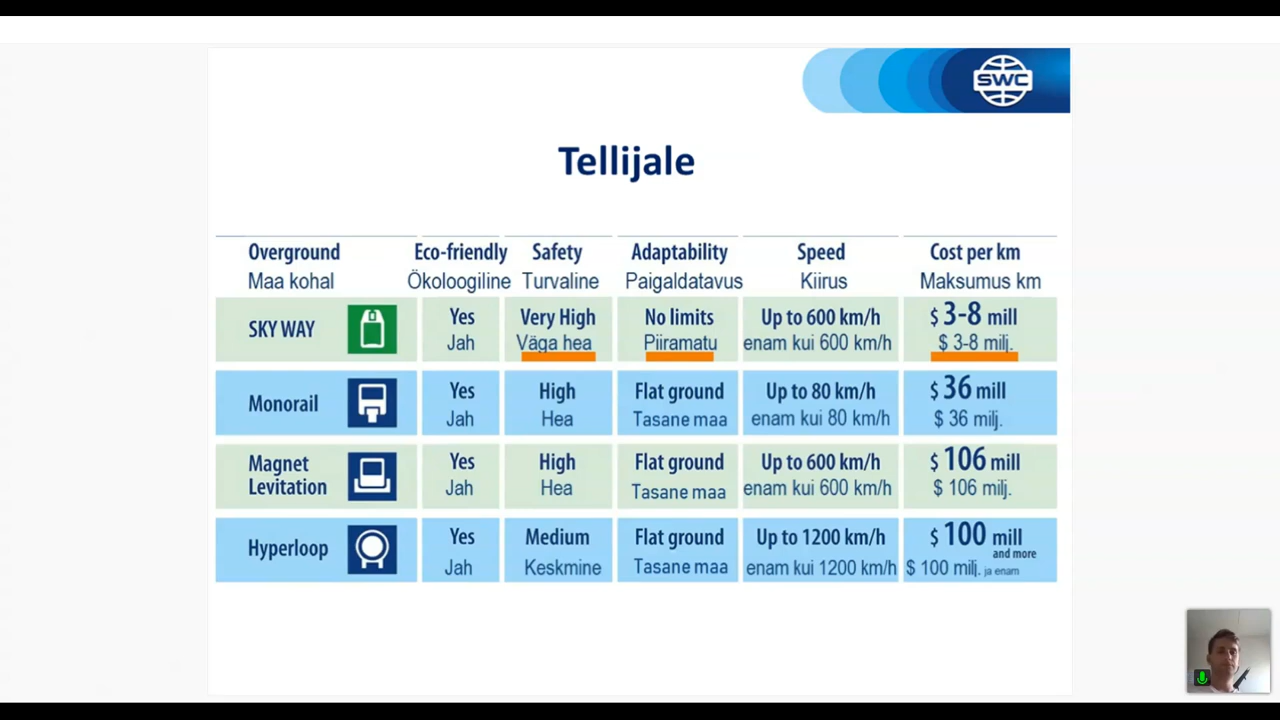 SWC
Tellijale
Overground Eco-friendly Safety Adaptability Speed Cost per km
Maa kohal Ökoloogiline Turvaline Paigaldatavus Kiirus Maksumus km
SKY WAY Yes Very High No limits Up to 600 km/h $ 3-8 mill
Jah Väga hea Piiramatu enam kui 600 km/h $ 3-8 milj.
Monorail Yes High Flat ground Up to 80 km/h $ 36 mill
Jah Hea Tasane maa enam kui 80 km/h $ 36 milj.
Magnet Levitation Yes High Flat ground Up to 600 km/h $ 106 mill
Jah Hea Tasane maa enam kui 600 km/h $ 106 milj.
Hyperloop Yes Medium Flat ground Up to 1200 km/h $ 100 mill and more
Jah Keskmine Tasane maa enam kui 1200 km/h $ 100 milj. ja enam